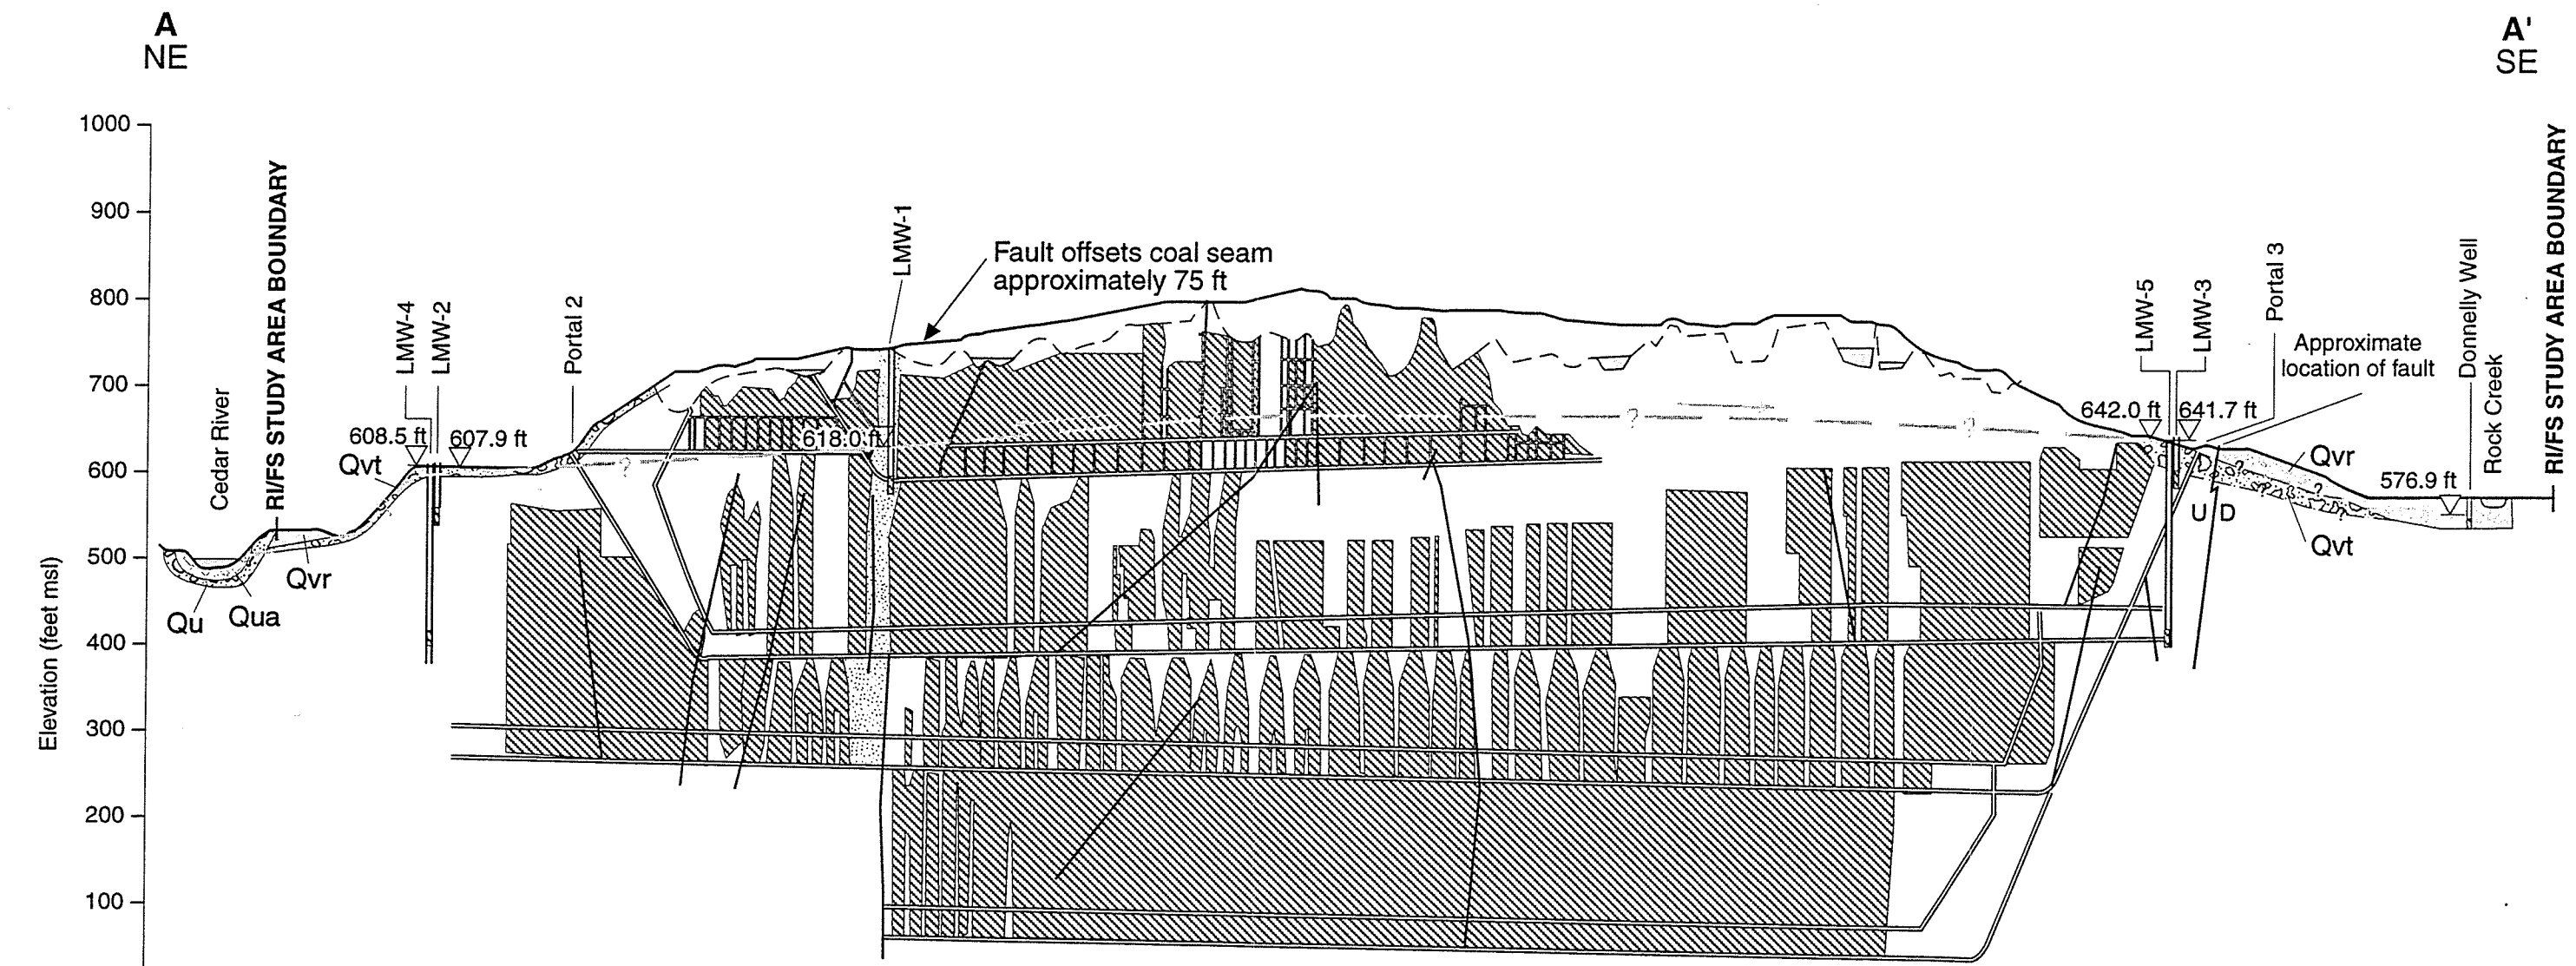 A
NE
A'
SE
1000
900
800
700
600
500
400
300
200
100
Elevation (feet msl)
Cedar River
RI/FS STUDY AREA BOUNDARY
LMW-4
LMW-2
Portal 2
LMW-1
Fault offsets coal seam
approximately 75 ft
LMW-5
LMW-3
Portal 3
Approximate
location of fault
Donnelly Well
Rock Creek
RI/FS STUDY AREA BOUNDARY
608.5 ft
607.9 ft
618.0 ft
642.0 ft
641.7 ft
576.9 ft
Qvt
Qvr
Qu
Qua
?
?
?
?
?
U
D
Qvr
Qvt